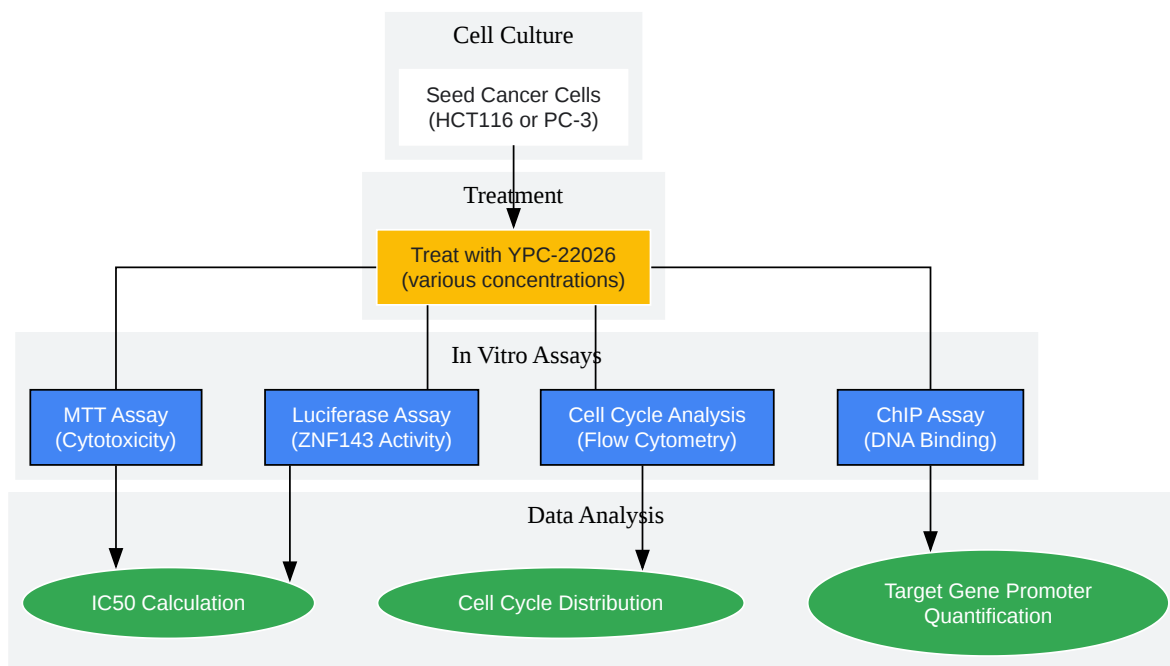 Cell Culture
Seed Cancer Cells
(HCT116 or PC-3)
Treatment
Treat with YPC-22026
(various concentrations)
In Vitro Assays
MTT Assay
(Cytotoxicity)
Luciferase Assay
(ZNF143 Activity)
Cell Cycle Analysis
(Flow Cytometry)
ChIP Assay
(DNA Binding)
Data Analysis
IC50 Calculation
Cell Cycle Distribution
Target Gene Promoter
Quantification